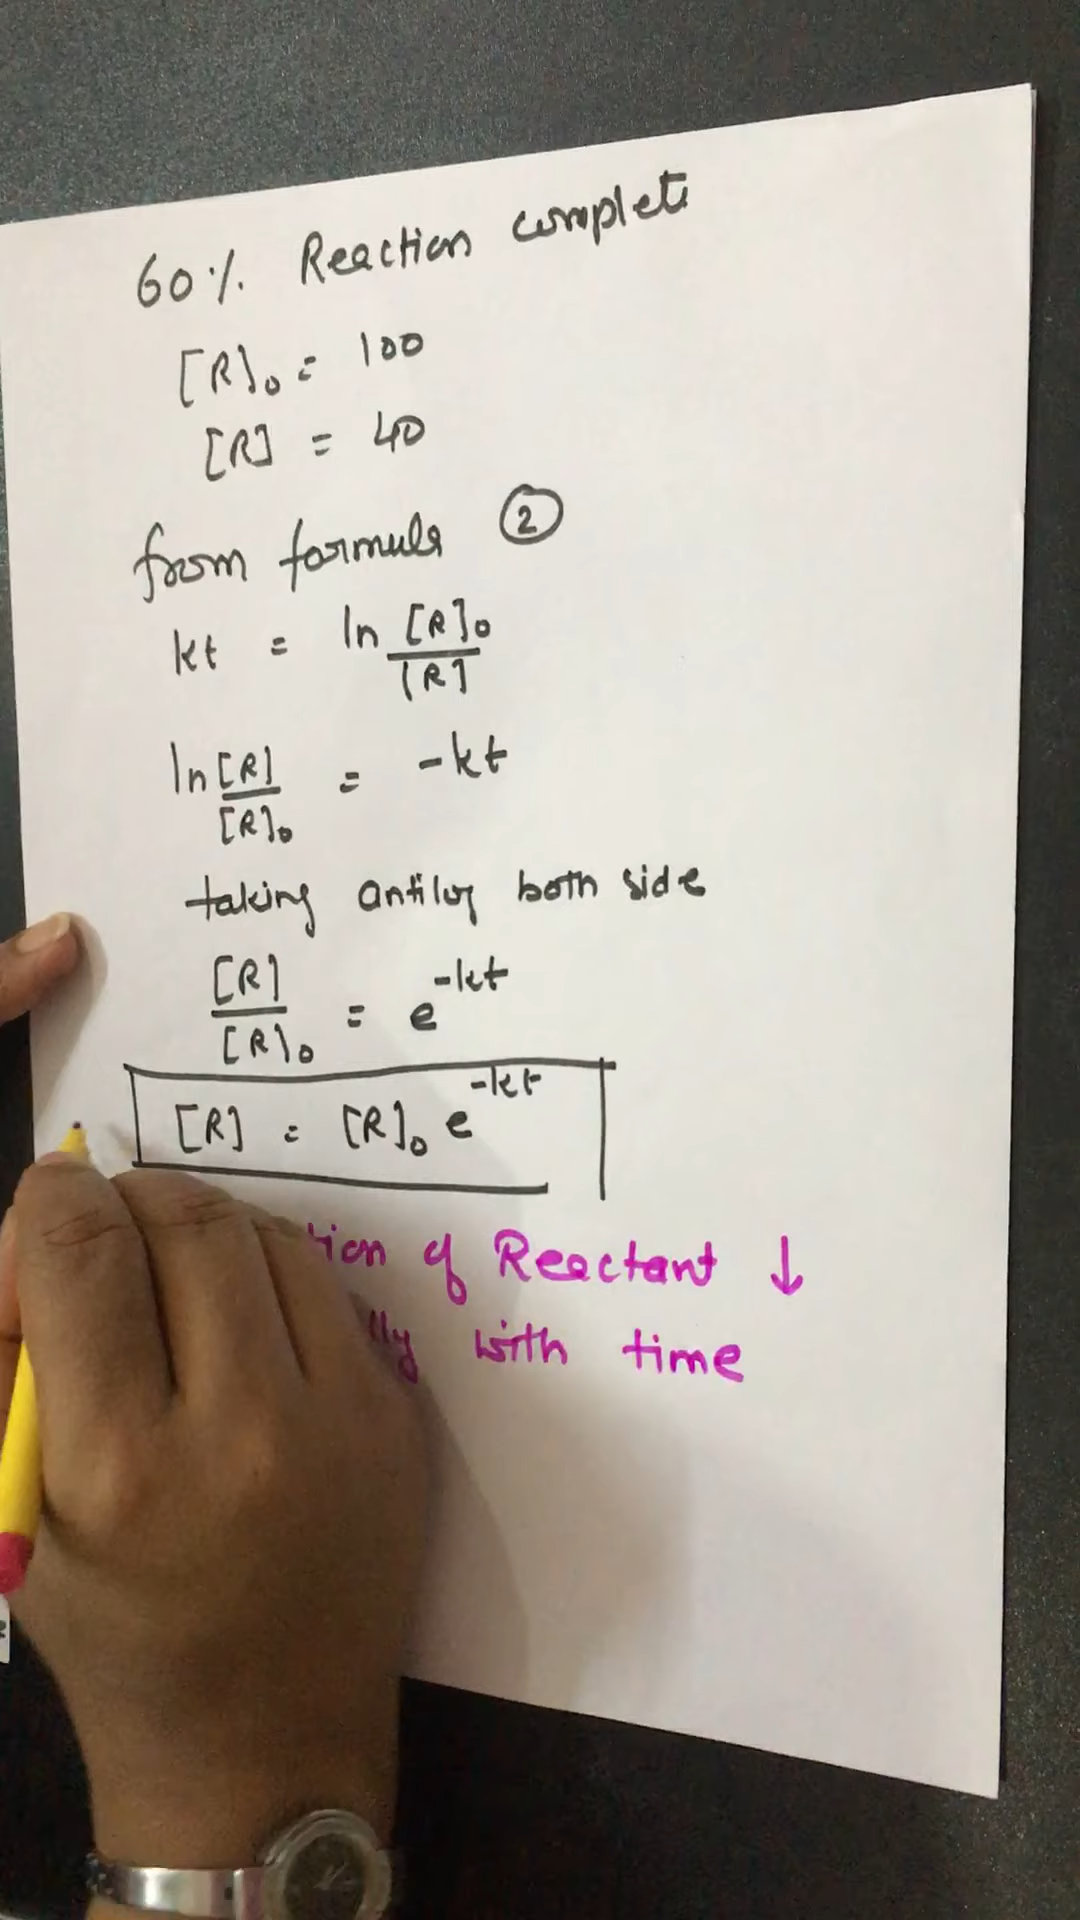 60% Reaction complete
[R]₀ = 100
[R] = 40
from formula ②
kt = ln [R]₀/[R]
ln [R]/[R]₀ = -kt
taking antilog both side
[R]/[R]₀ = e^-kt
[R] = [R]₀ e^-kt
of Reactant ↓
with time